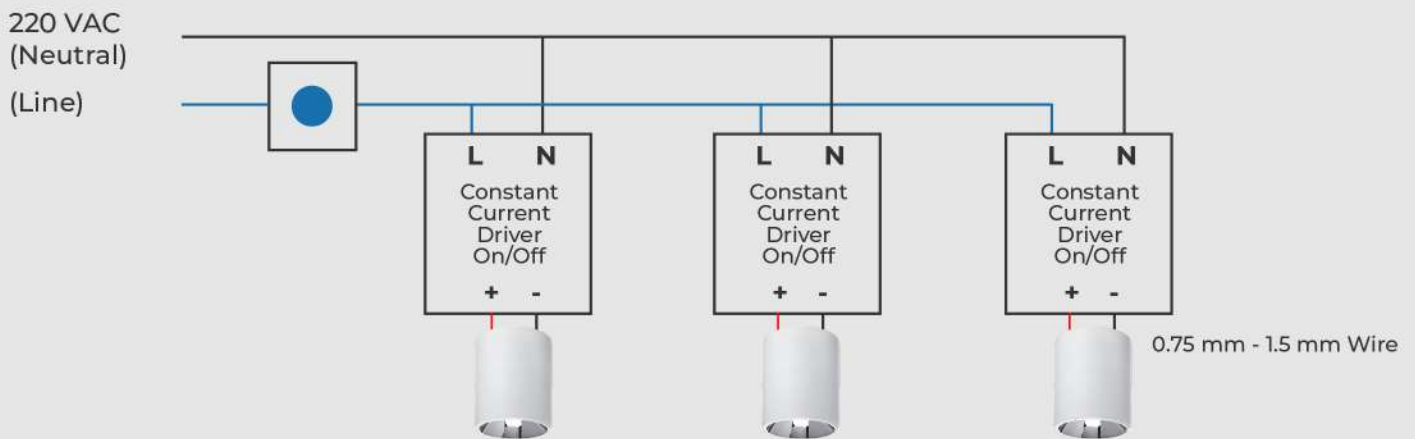 220 VAC
(Neutral)
(Line)
L N
Constant
Current
Driver
On/Off
+ -
L N
Constant
Current
Driver
On/Off
+ -
L N
Constant
Current
Driver
On/Off
+ -
0.75 mm - 1.5 mm Wire